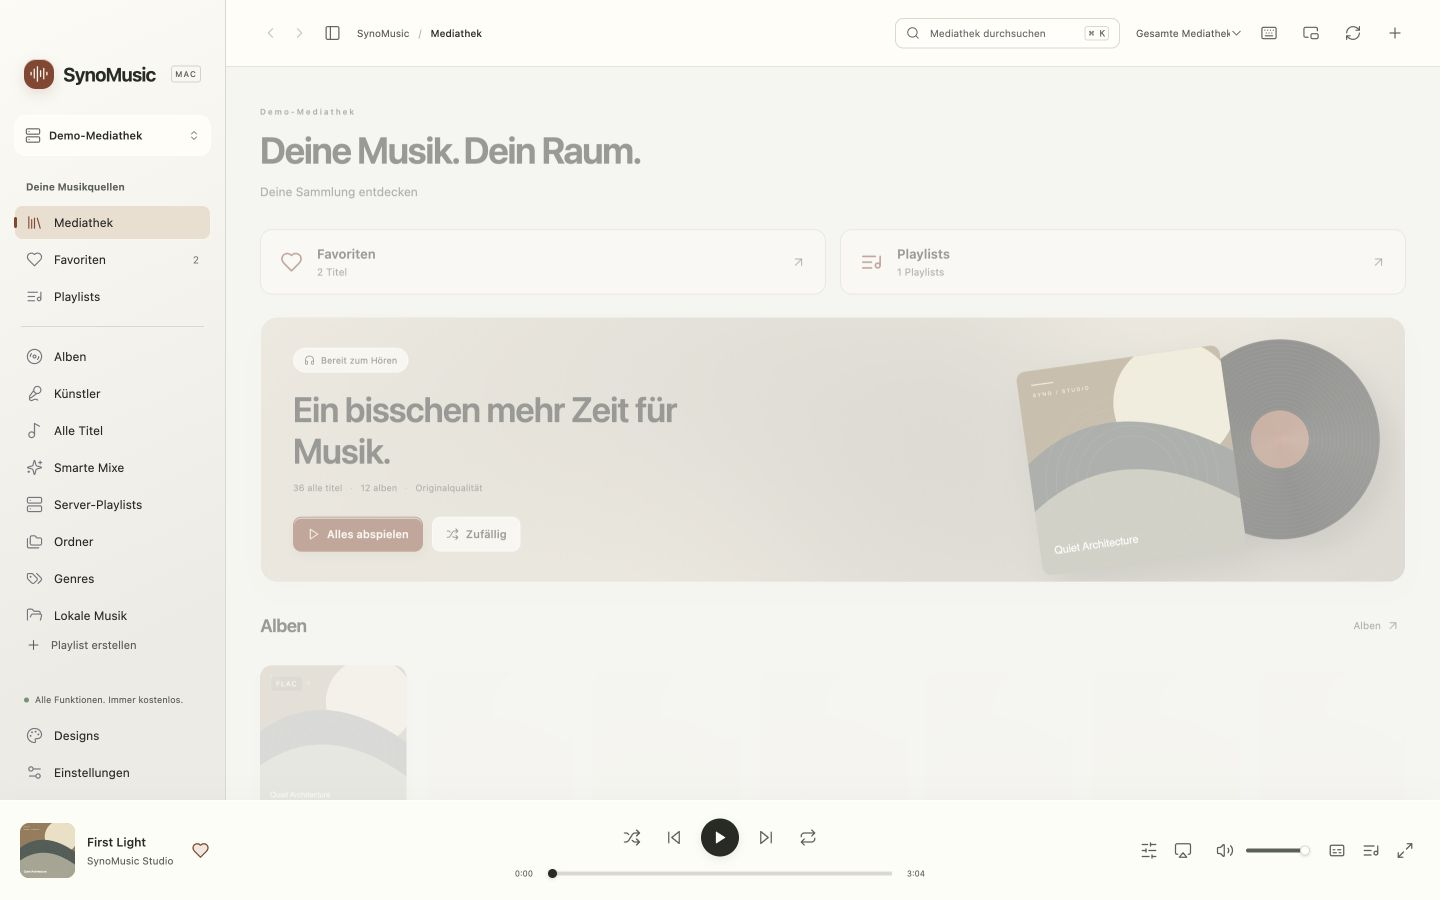 SynoMusic MAC
Demo-Mediathek
Deine Musikquellen
Mediathek
Favoriten 2
Playlists
Alben
Künstler
Alle Titel
Smarte Mixe
Server-Playlists
Ordner
Genres
Lokale Musik
Playlist erstellen
Alle Funktionen. Immer kostenlos.
Designs
Einstellungen
SynoMusic / Mediathek
Mediathek durchsuchen ⌘ K
Gesamte Mediathek
Demo-Mediathek
Deine Musik. Dein Raum.
Deine Sammlung entdecken
Favoriten
2 Titel
Playlists
1 Playlists
Bereit zum Hören
Ein bisschen mehr Zeit für
Musik.
36 alle titel · 12 alben · Originalqualität
Alles abspielen
Zufällig
SYNO / STUDIO
Quiet Architecture
Alben
Alben
FLAC
Quiet Architecture
First Light
SynoMusic Studio
0:00
3:04